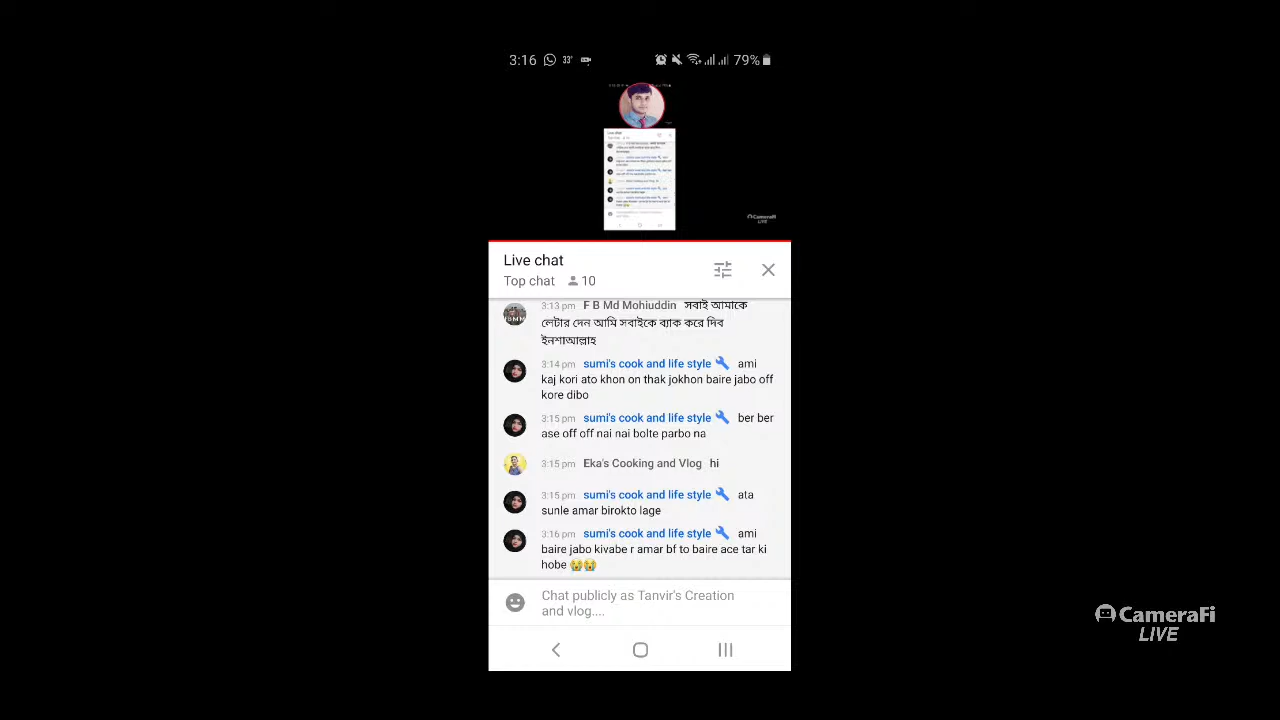 3:16 33° 79%
CameraFi
LIVE
Live chat
Top chat 10
3:13 pm F B Md Mohiuddin সবাই আমাকে
লেটার দেন আমি সবাইকে ব্যাক করে দিব
ইনশাআল্লাহ
3:14 pm sumi's cook and life style ami
kaj kori ato khon on thak jokhon baire jabo off
kore dibo
3:15 pm sumi's cook and life style ber ber
ase off off nai nai bolte parbo na
3:15 pm Eka's Cooking and Vlog hi
3:15 pm sumi's cook and life style ata
sunle amar birokto lage
3:16 pm sumi's cook and life style ami
baire jabo kivabe r amar bf to baire ace tar ki
hobe 😭😭
Chat publicly as Tanvir's Creation
and vlog....
CameraFi
LIVE